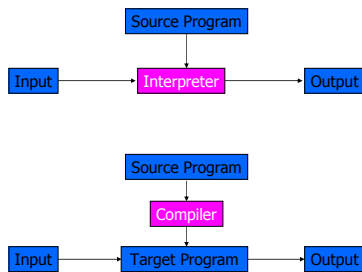 Source Program
Input Interpreter Output
Source Program
Compiler
Input Target Program Output